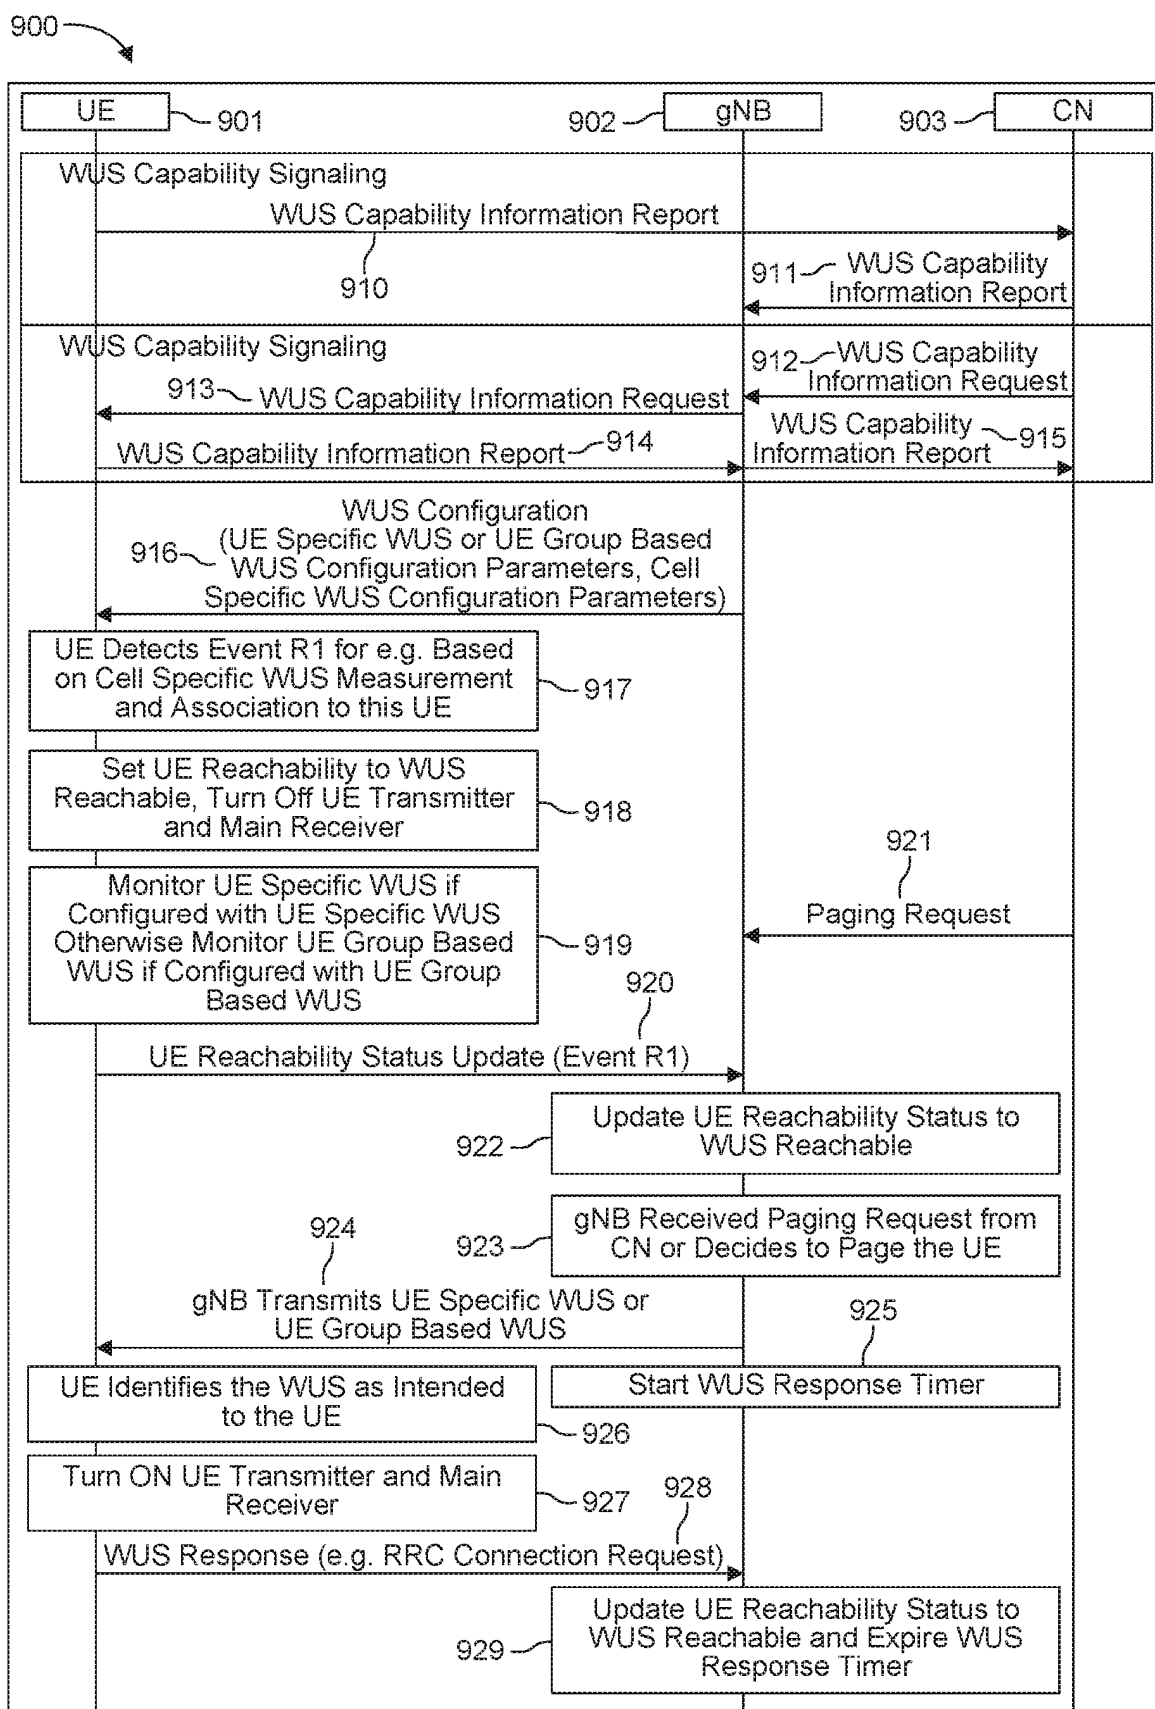 900
UE
901
902
gNB
903
CN
WUS Capability Signaling
WUS Capability Information Report
910
911
WUS Capability
Information Report
WUS Capability Signaling
912
WUS Capability
Information Request
913
WUS Capability Information Request
WUS Capability Information Report
914
WUS Capability
Information Report
915
WUS Configuration
(UE Specific WUS or UE Group Based
WUS Configuration Parameters, Cell
Specific WUS Configuration Parameters)
916
UE Detects Event R1 for e.g. Based
on Cell Specific WUS Measurement
and Association to this UE
917
Set UE Reachability to WUS
Reachable, Turn Off UE Transmitter
and Main Receiver
918
921
Paging Request
Monitor UE Specific WUS if
Configured with UE Specific WUS
Otherwise Monitor UE Group Based
WUS if Configured with UE Group
Based WUS
919
920
UE Reachability Status Update (Event R1)
Update UE Reachability Status to
WUS Reachable
922
gNB Received Paging Request from
CN or Decides to Page the UE
923
924
gNB Transmits UE Specific WUS or
UE Group Based WUS
925
Start WUS Response Timer
UE Identifies the WUS as Intended
to the UE
926
Turn ON UE Transmitter and Main
Receiver
927
928
WUS Response (e.g. RRC Connection Request)
Update UE Reachability Status to
WUS Reachable and Expire WUS
Response Timer
929